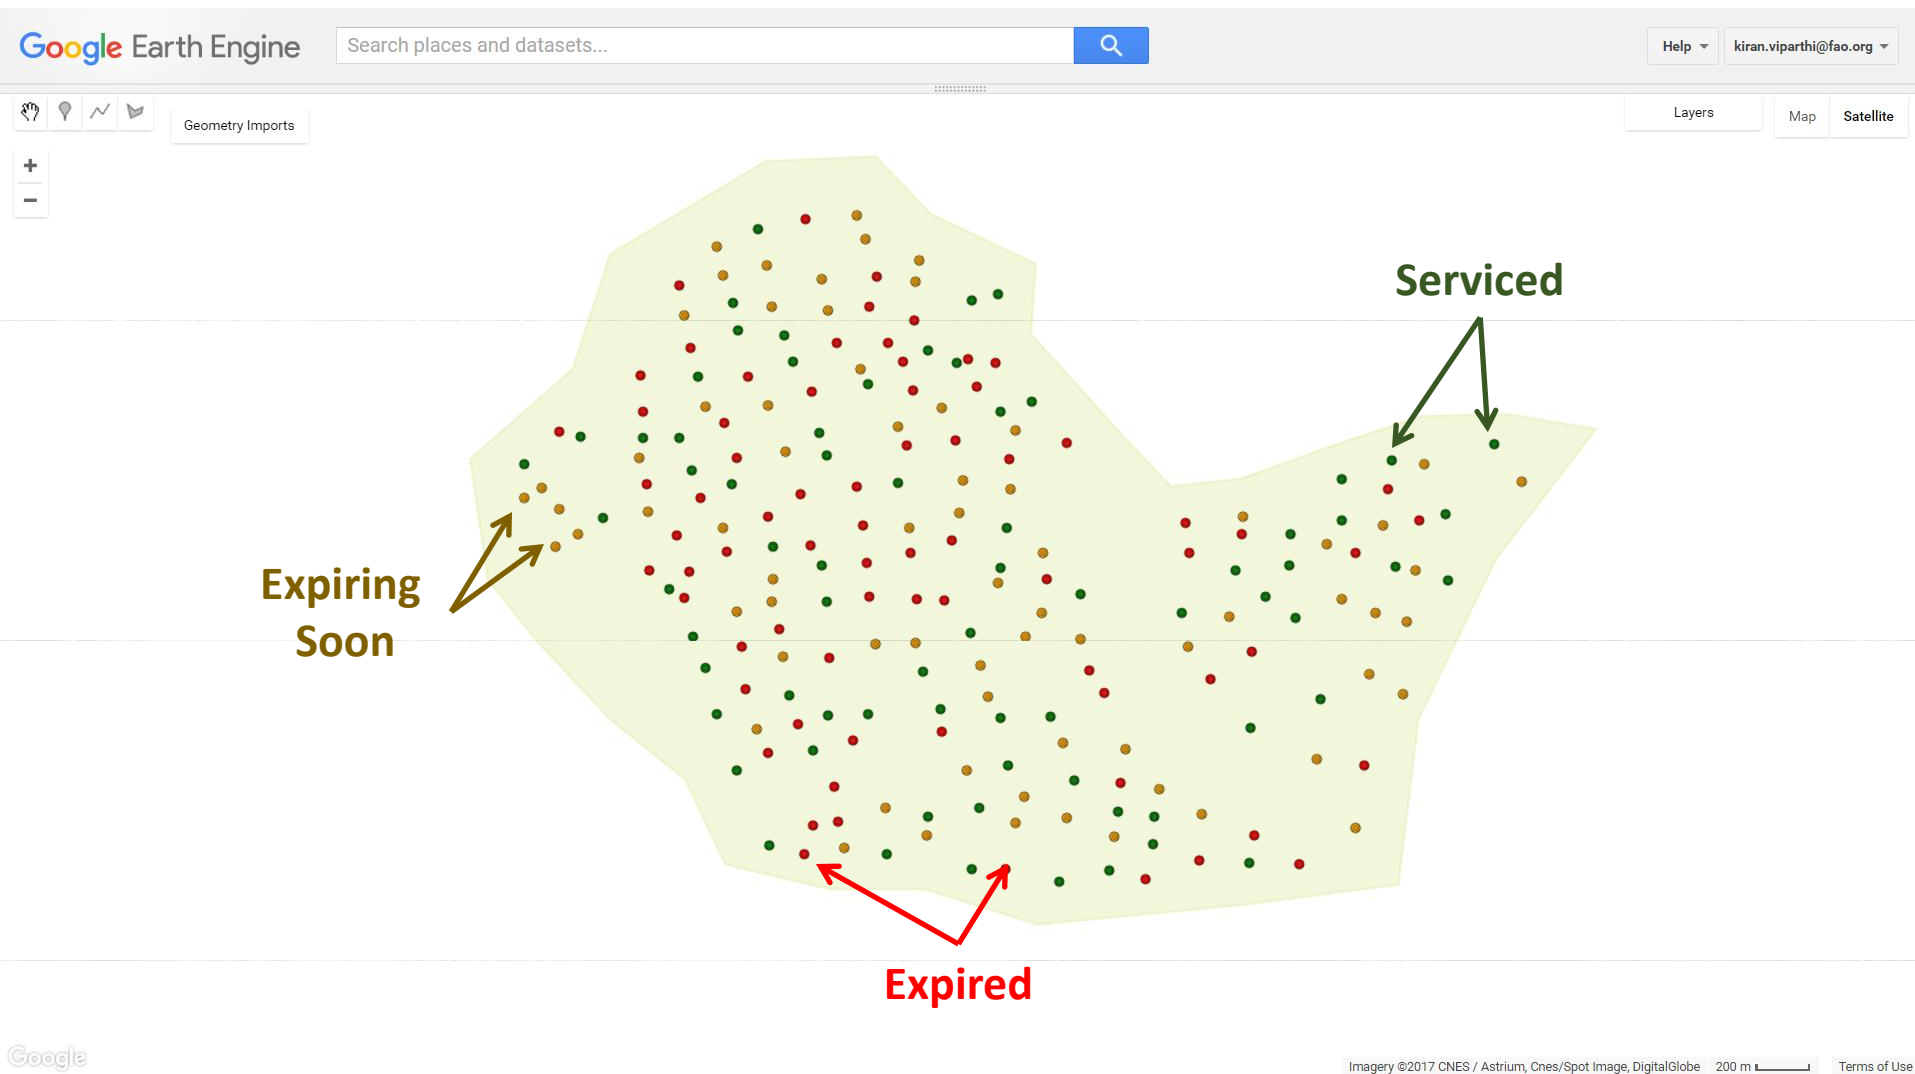 Google Earth Engine
Search places and datasets...
Help
kiran.viparthi@fao.org
Geometry Imports
Layers
Map
Satellite
+
−
Serviced
Expiring
Soon
Expired
Google
Imagery ©2017 CNES / Astrium, Cnes/Spot Image, DigitalGlobe
200 m
Terms of Use